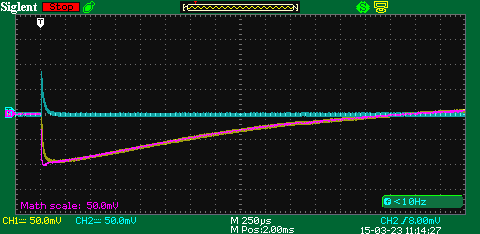 Siglent Stop
T
Math scale: 50.0mV
<10Hz
CH1 50.0mV CH2 50.0mV M 250µs CH2 / 8.00mV
M Pos:2.00ms 15-03-23 11:14:27